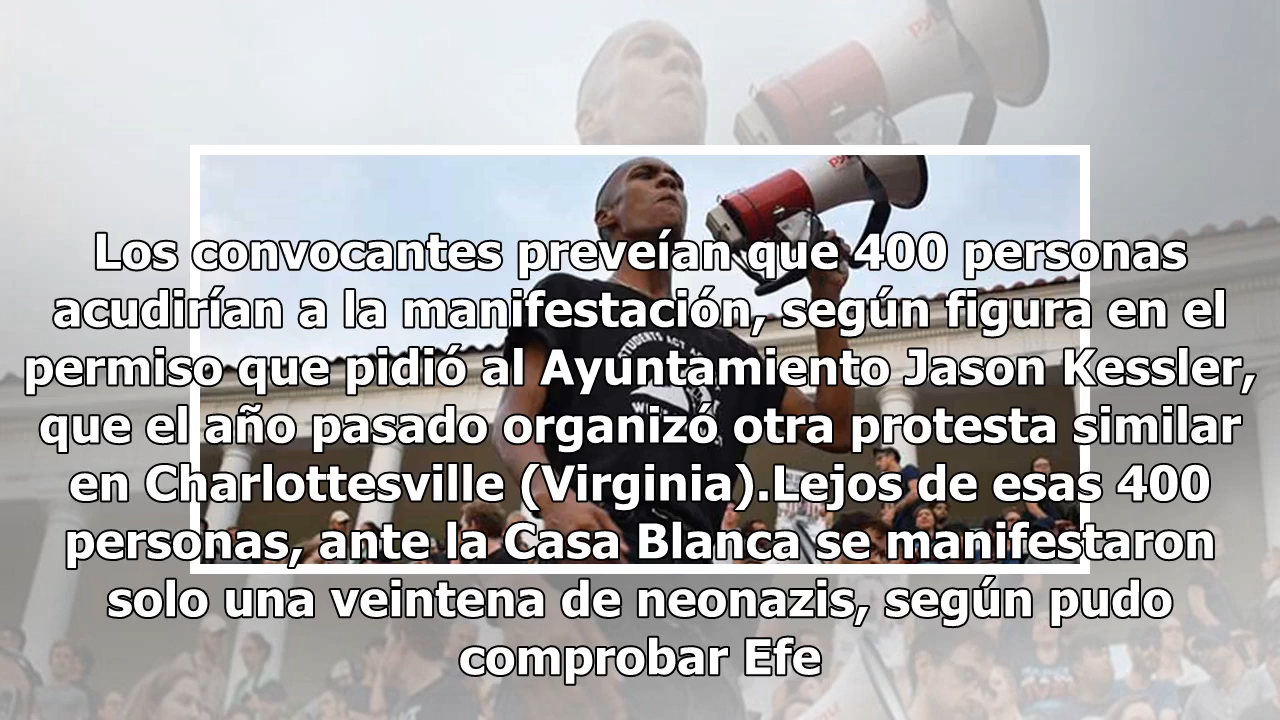 Los convocantes preveían que 400 personas
acudirían a la manifestación, según figura en el
permiso que pidió al Ayuntamiento Jason Kessler,
que el año pasado organizó otra protesta similar
en Charlottesville (Virginia).Lejos de esas 400
personas, ante la Casa Blanca se manifestaron
solo una veintena de neonazis, según pudo
comprobar Efe
STUDENTS ACT